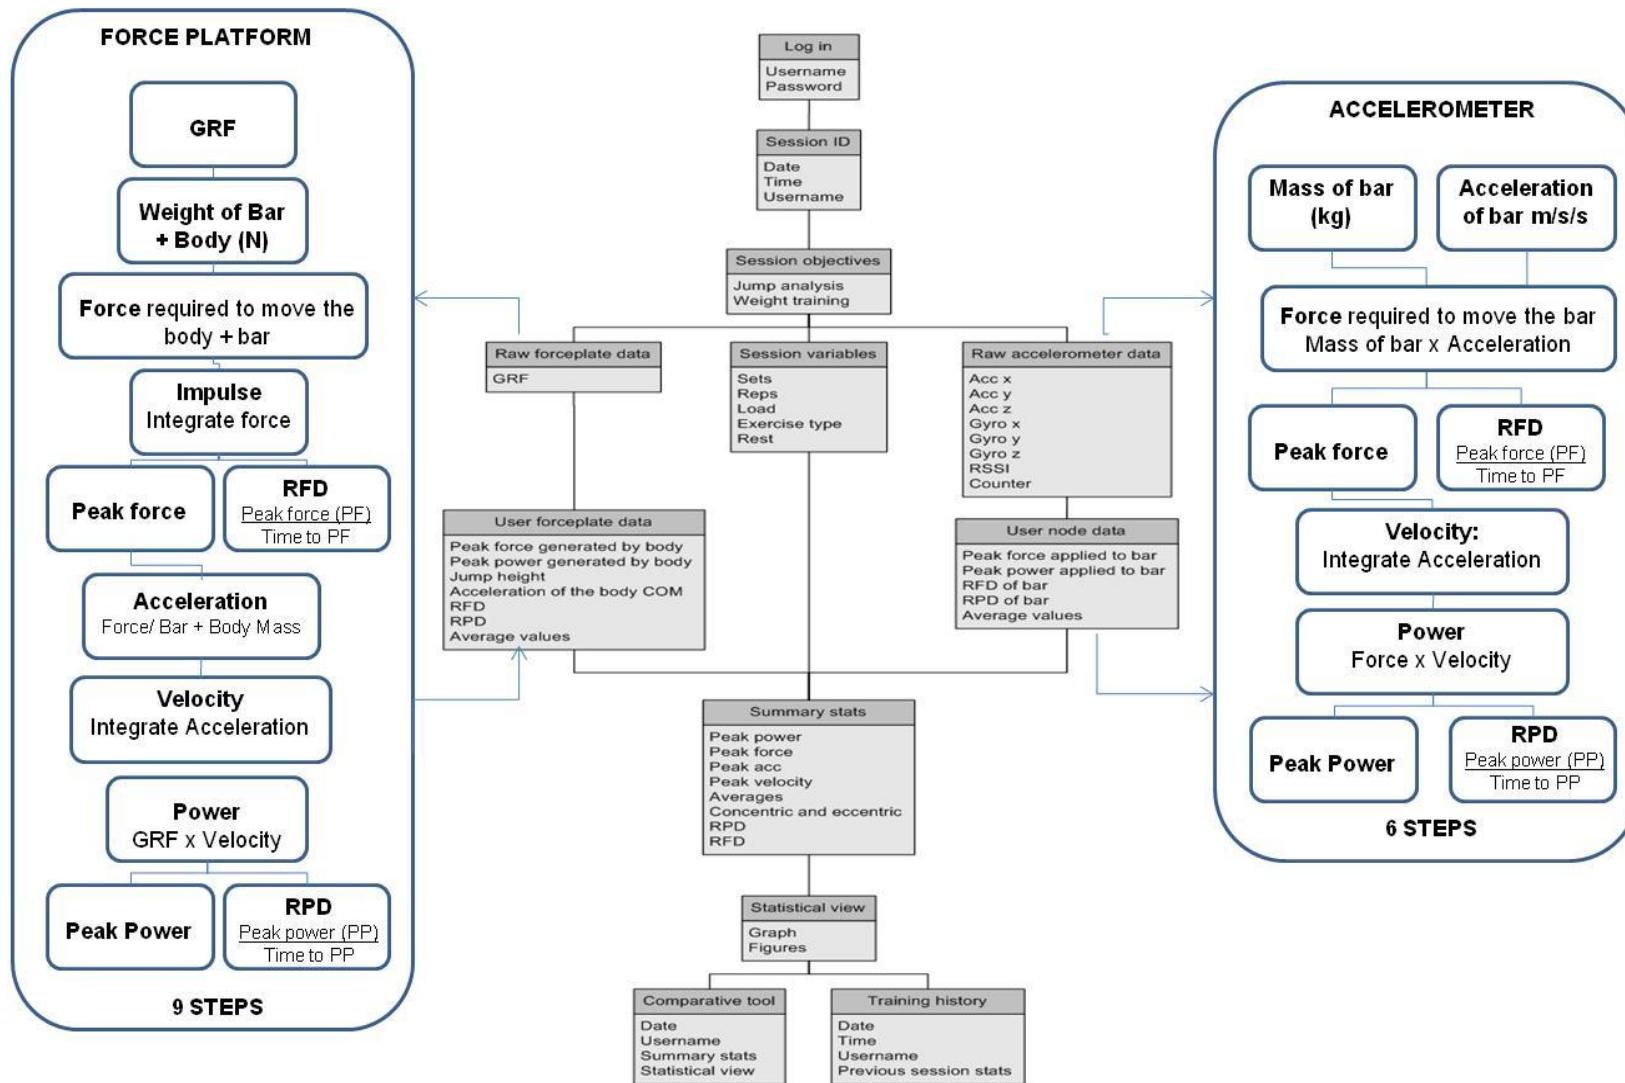 FORCE PLATFORM
GRF
Weight of Bar
+ Body (N)
Force required to move the
body + bar
Impulse
Integrate force
Peak force
RFD
Peak force (PF)
Time to PF
Acceleration
Force/ Bar + Body Mass
Velocity
Integrate Acceleration
Power
GRF x Velocity
Peak Power
RPD
Peak power (PP)
Time to PP
9 STEPS
Log in
Username
Password
Session ID
Date
Time
Username
Session objectives
Jump analysis
Weight training
Raw forceplate data
GRF
Session variables
Sets
Reps
Load
Exercise type
Rest
Raw accelerometer data
Acc x
Acc y
Acc z
Gyro x
Gyro y
Gyro z
RSSI
Counter
User forceplate data
Peak force generated by body
Peak power generated by body
Jump height
Acceleration of the body COM
RFD
RPD
Average values
User node data
Peak force applied to bar
Peak power applied to bar
RFD of bar
RPD of bar
Average values
Summary stats
Peak power
Peak force
Peak acc
Peak velocity
Averages
Concentric and eccentric
RPD
RFD
Statistical view
Graph
Figures
Comparative tool
Date
Username
Summary stats
Statistical view
Training history
Date
Time
Username
Previous session stats
ACCELEROMETER
Mass of bar
(kg)
Acceleration
of bar m/s/s
Force required to move the bar
Mass of bar x Acceleration
Peak force
RFD
Peak force (PF)
Time to PF
Velocity:
Integrate Acceleration
Power
Force x Velocity
Peak Power
RPD
Peak power (PP)
Time to PP
6 STEPS